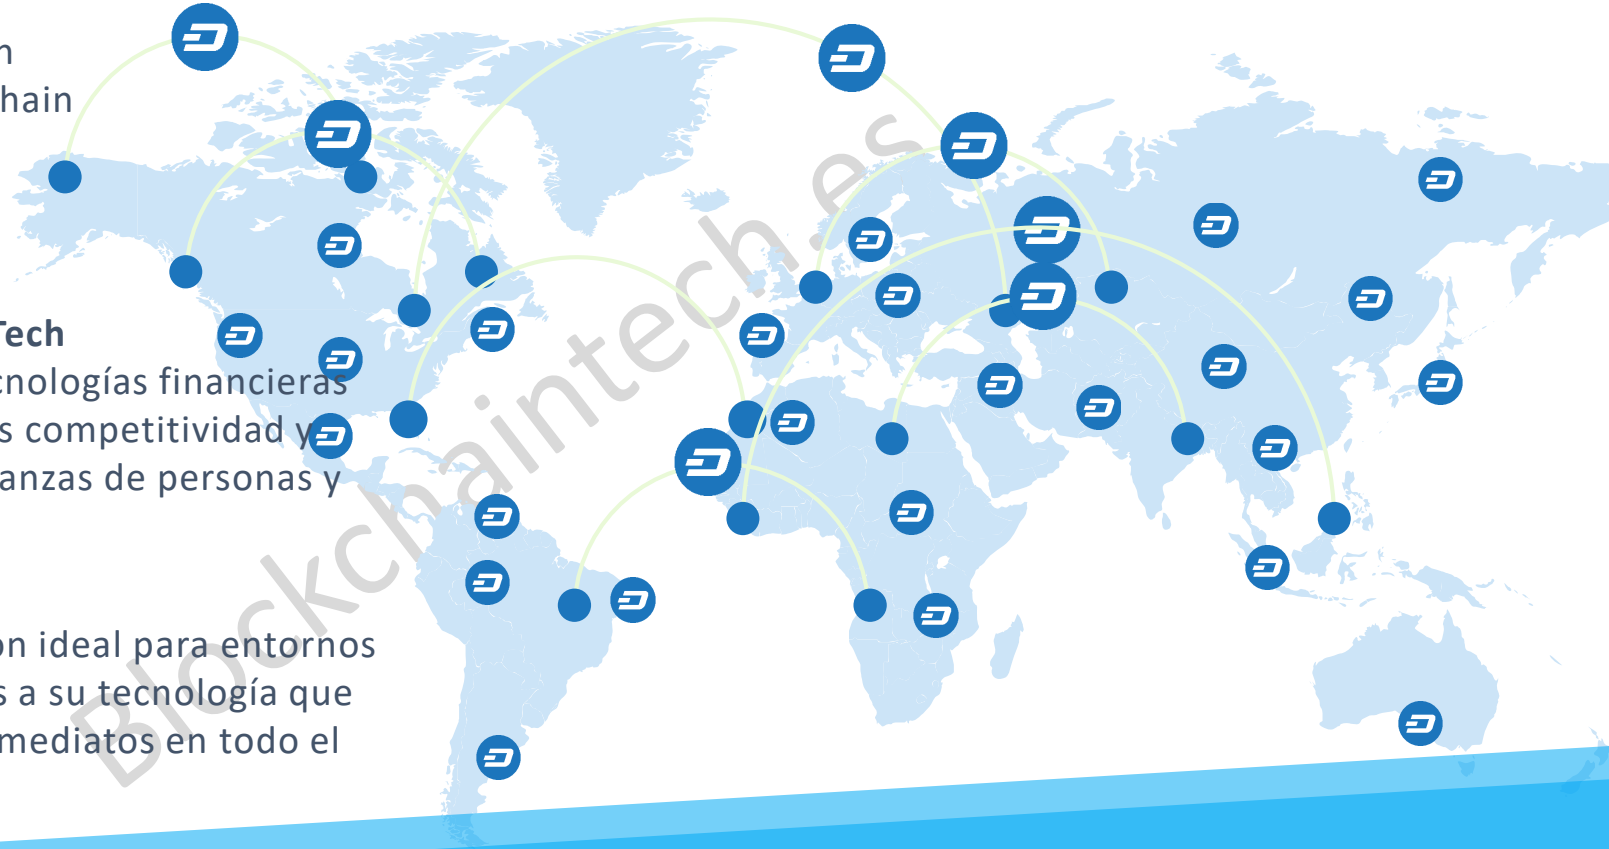 n
hain
Tech
cnologías financieras
s competitividad y
anzas de personas y
ón ideal para entornos
s a su tecnología que
mediatos en todo el
Blockchaintech.es